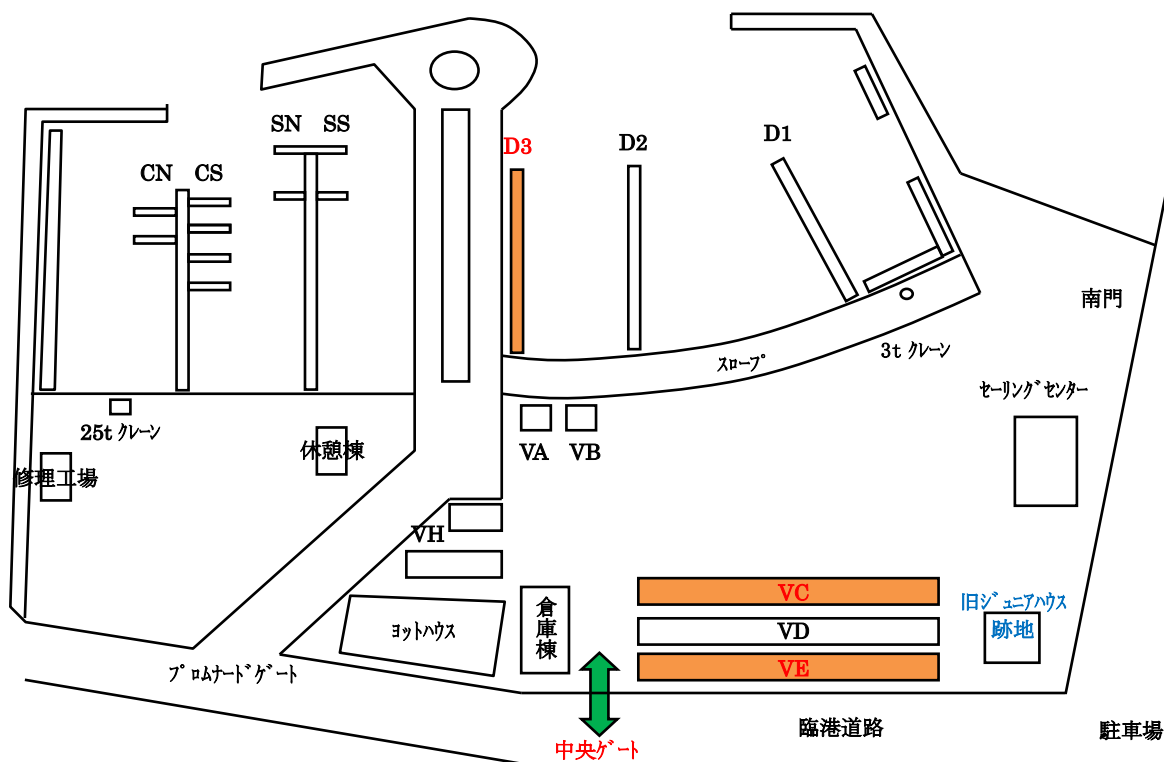 SN SS
D3
D2
D1
CN CS
南門
スロープ
3t クレーン
セーリングセンター
25t クレーン
休憩棟
VA
VB
修理工場
VH
VC
旧ジュニアハウス
跡地
倉庫棟
ヨットハウス
VD
VE
プロムナードゲート
臨港道路
駐車場
中央ゲート